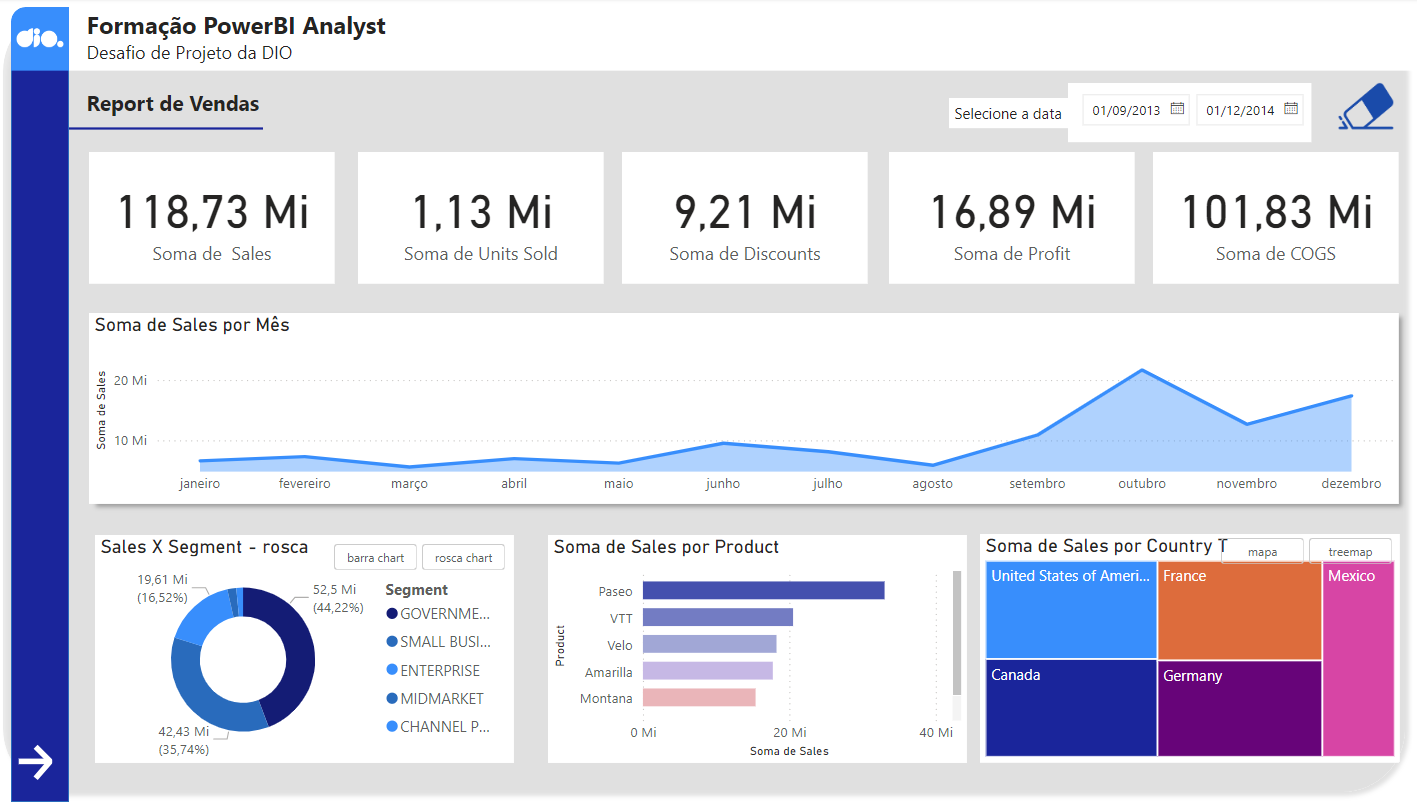 dio.
Formação PowerBI Analyst
Desafio de Projeto da DIO
Report de Vendas
Selecione a data
01/09/2013
01/12/2014
118,73 Mi
Soma de  Sales
1,13 Mi
Soma de Units Sold
9,21 Mi
Soma de Discounts
16,89 Mi
Soma de Profit
101,83 Mi
Soma de COGS
Soma de Sales por Mês
Soma de Sales
20 Mi
10 Mi
janeiro
fevereiro
março
abril
maio
junho
julho
agosto
setembro
outubro
novembro
dezembro
Sales X Segment - rosca
barra chart
rosca chart
19,61 Mi
(16,52%)
52,5 Mi
(44,22%)
42,43 Mi
(35,74%)
Segment
GOVERNME...
SMALL BUSI...
ENTERPRISE
MIDMARKET
CHANNEL P...
Soma de Sales por Product
Product
Paseo
VTT
Velo
Amarilla
Montana
0 Mi
20 Mi
40 Mi
Soma de Sales
Soma de Sales por Country T
mapa
treemap
United States of Ameri...
France
Mexico
Canada
Germany